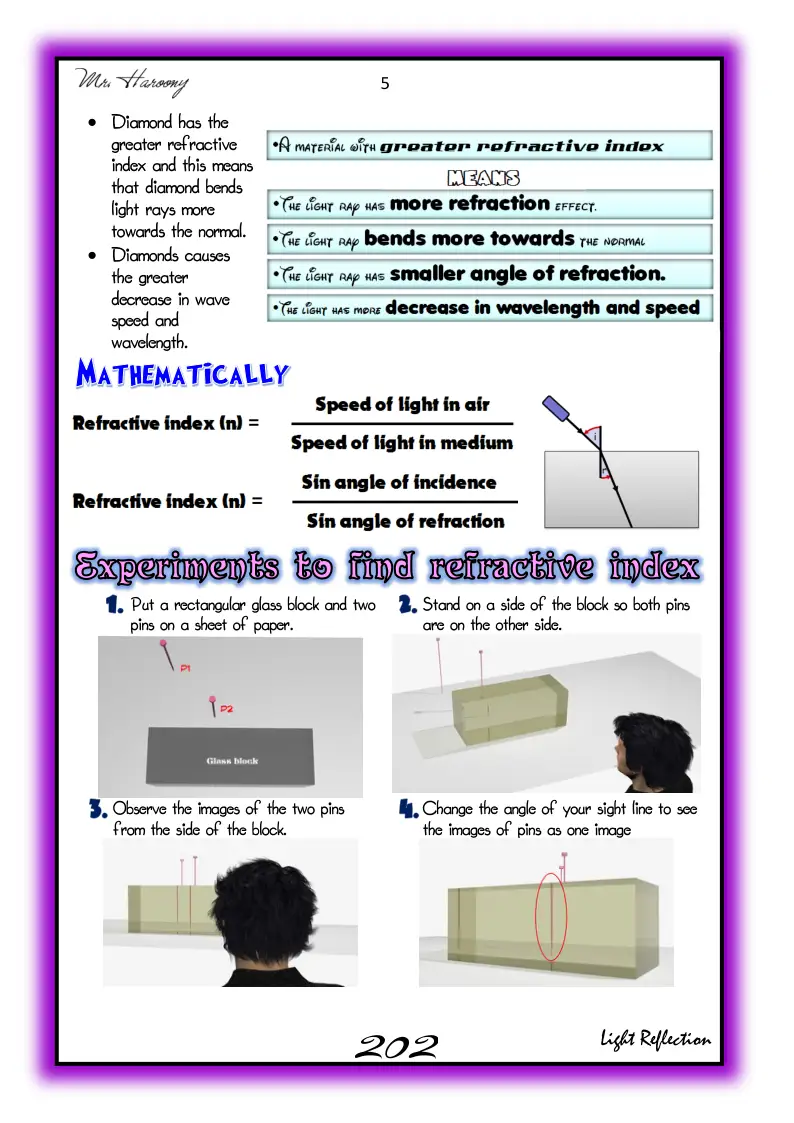 Mr. Haroony
5
• Diamond has the
greater refractive
index and this means
that diamond bends
light rays more
towards the normal.
• Diamonds causes
the greater
decrease in wave
speed and
wavelength.
•A material with greater refractive index
MEANS
•The light ray has more refraction effect.
•The light ray bends more towards the normal
•The light ray has smaller angle of refraction.
•The light has more decrease in wavelength and speed
Mathematically
Refractive index (n) =
Speed of light in air
Speed of light in medium
Refractive index (n) =
Sin angle of incidence
Sin angle of refraction
i
r
Experiments to find refractive index
1. Put a rectangular glass block and two
pins on a sheet of paper.
P1
P2
Glass block
2. Stand on a side of the block so both pins
are on the other side.
3. Observe the images of the two pins
from the side of the block.
4. Change the angle of your sight line to see
the images of pins as one image
202
Light Reflection